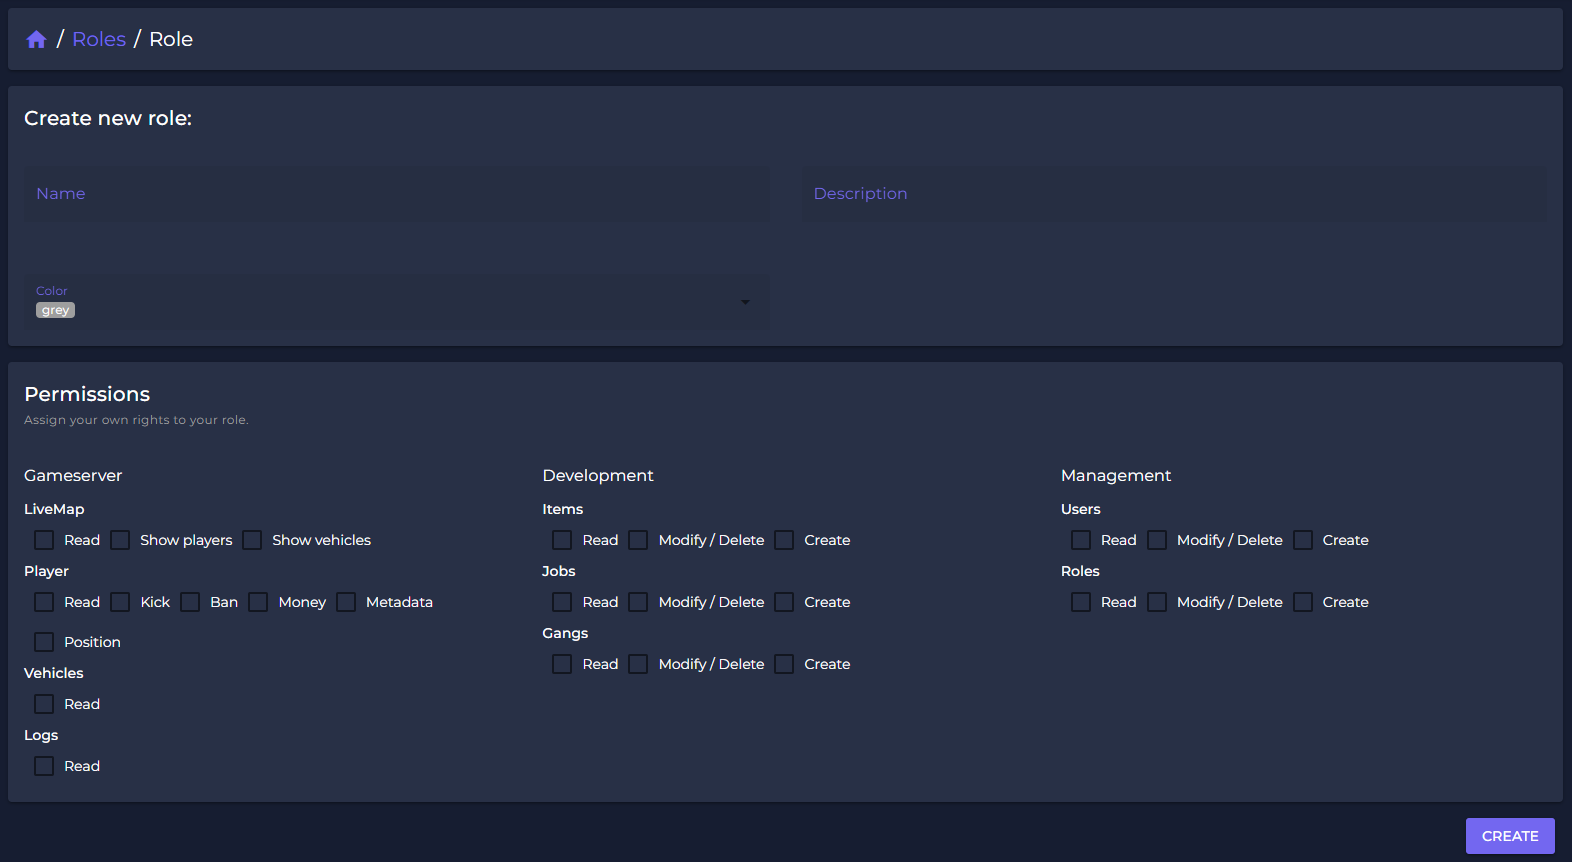 / Roles / Role
Create new role:
Name
Description
Color
grey
Permissions
Assign your own rights to your role.
Gameserver
LiveMap
Read Show players Show vehicles
Player
Read Kick Ban Money Metadata
Position
Vehicles
Read
Logs
Read
Development
Items
Read Modify / Delete Create
Jobs
Read Modify / Delete Create
Gangs
Read Modify / Delete Create
Management
Users
Read Modify / Delete Create
Roles
Read Modify / Delete Create
CREATE